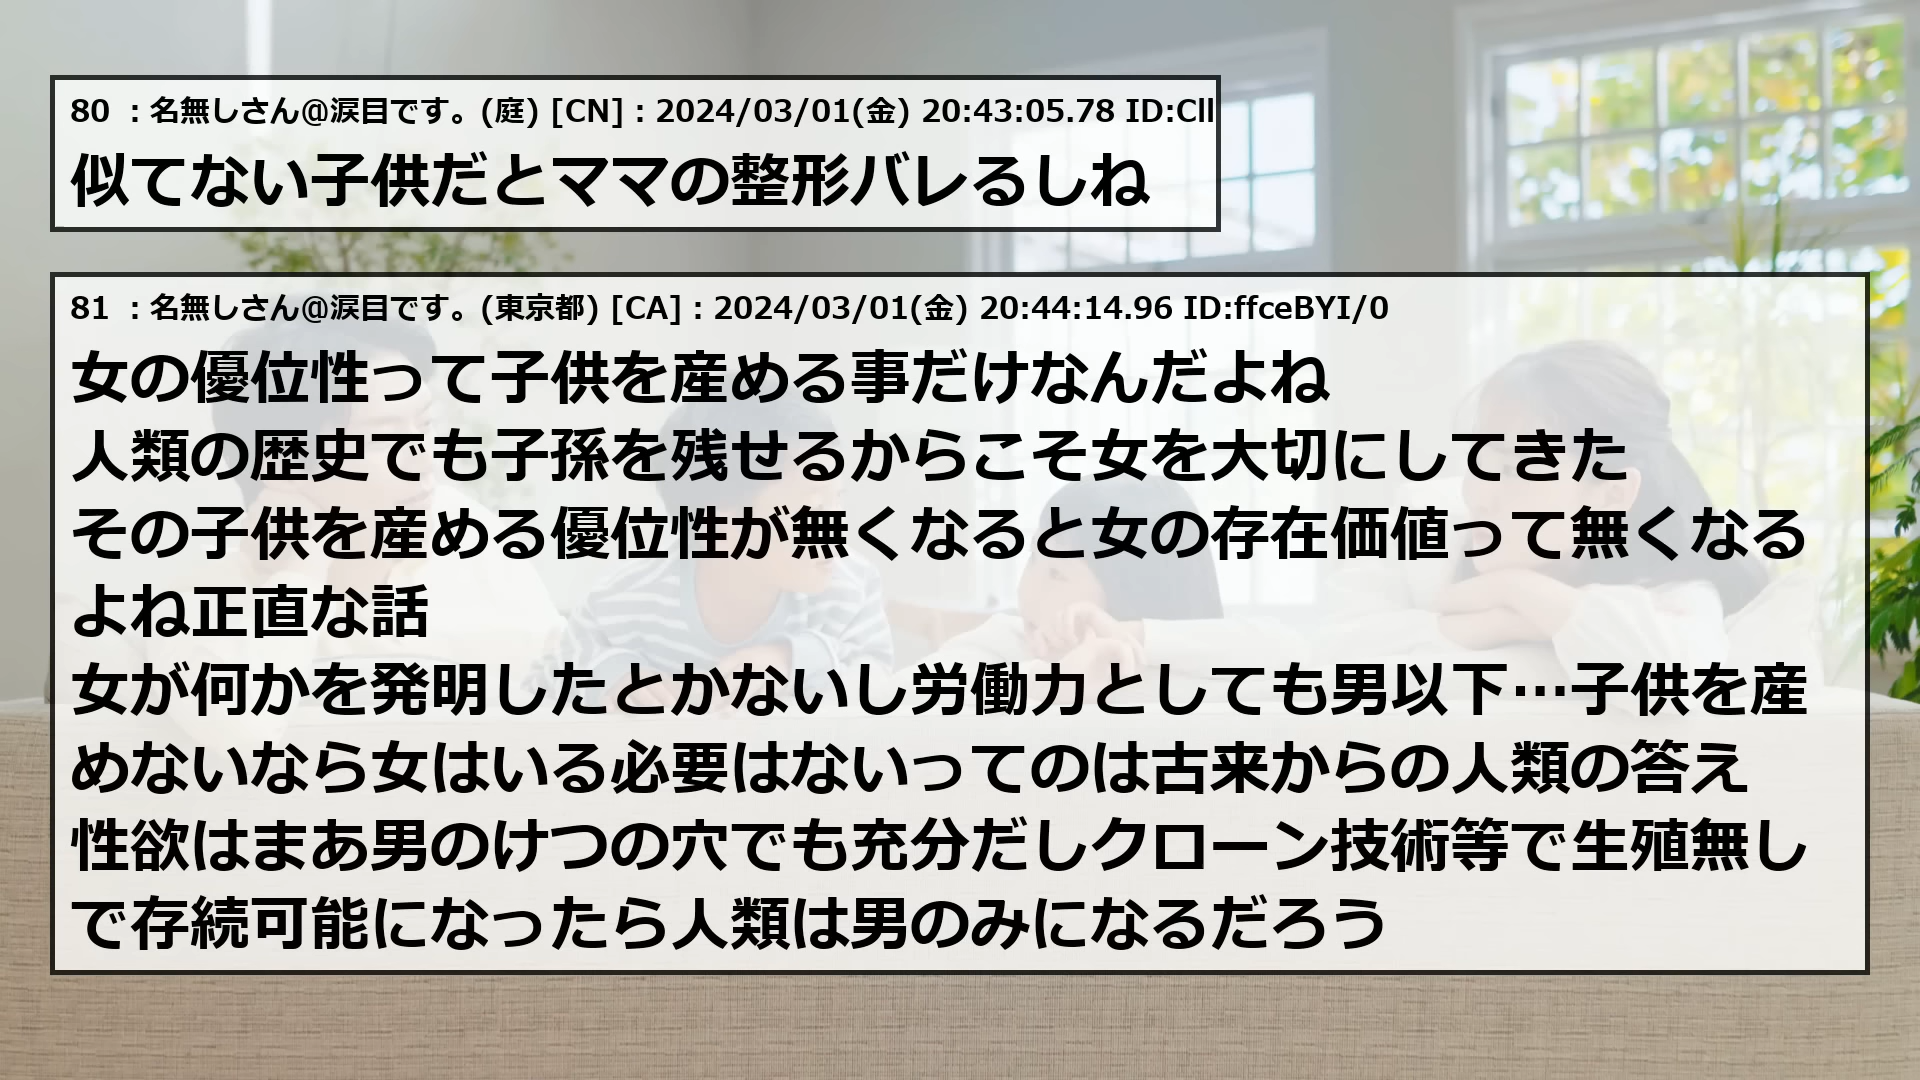 80 ：名無しさん@涙目です。(庭) [CN]：2024/03/01(金) 20:43:05.78 ID:Cll
似てない子供だとママの整形バレるしね
81 ：名無しさん@涙目です。(東京都) [CA]：2024/03/01(金) 20:44:14.96 ID:ffceBYI/0
女の優位性って子供を産める事だけなんだよね
人類の歴史でも子孫を残せるからこそ女を大切にしてきた
その子供を産める優位性が無くなると女の存在価値って無くなる
よね正直な話
女が何かを発明したとかないし労働力としても男以下…子供を産
めないなら女はいる必要はないってのは古来からの人類の答え
性欲はまあ男のけつの穴でも充分だしクローン技術等で生殖無し
で存続可能になったら人類は男のみになるだろう